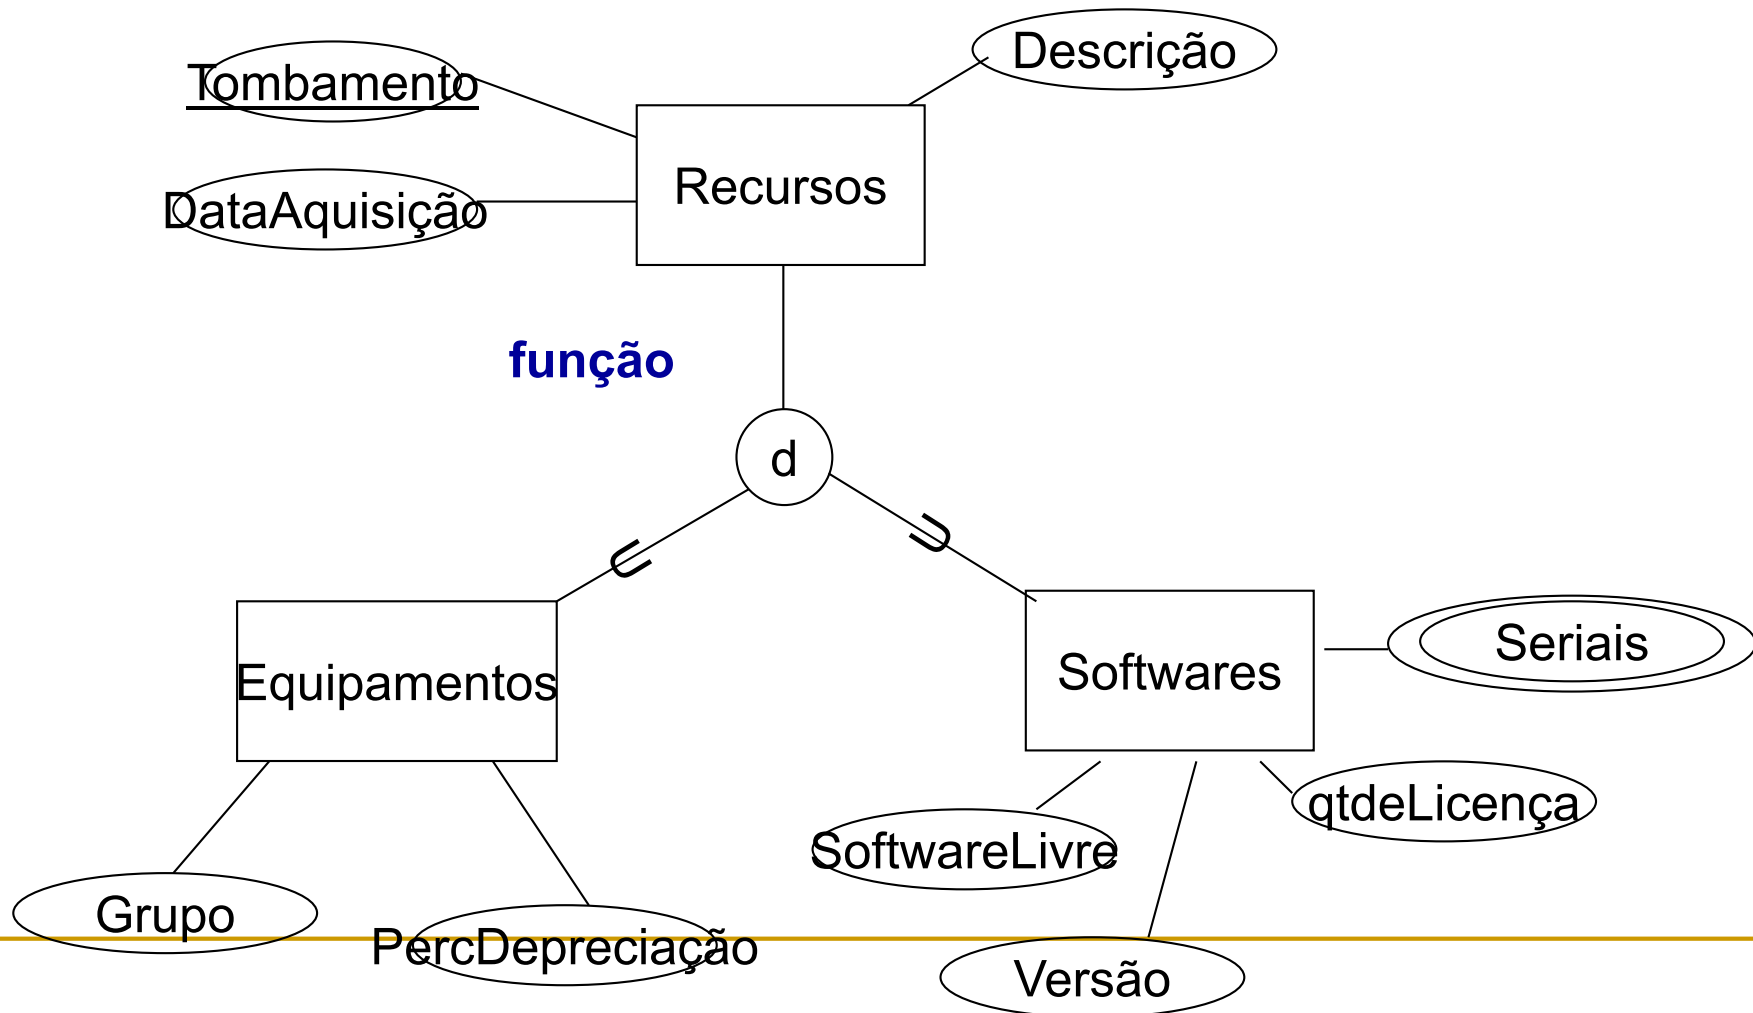 Descrição
Tombamento
Recursos
DataAquisição
função
d
Equipamentos
Softwares
Seriais
qtdeLicença
SoftwareLivre
Grupo
PercDepreciação
Versão